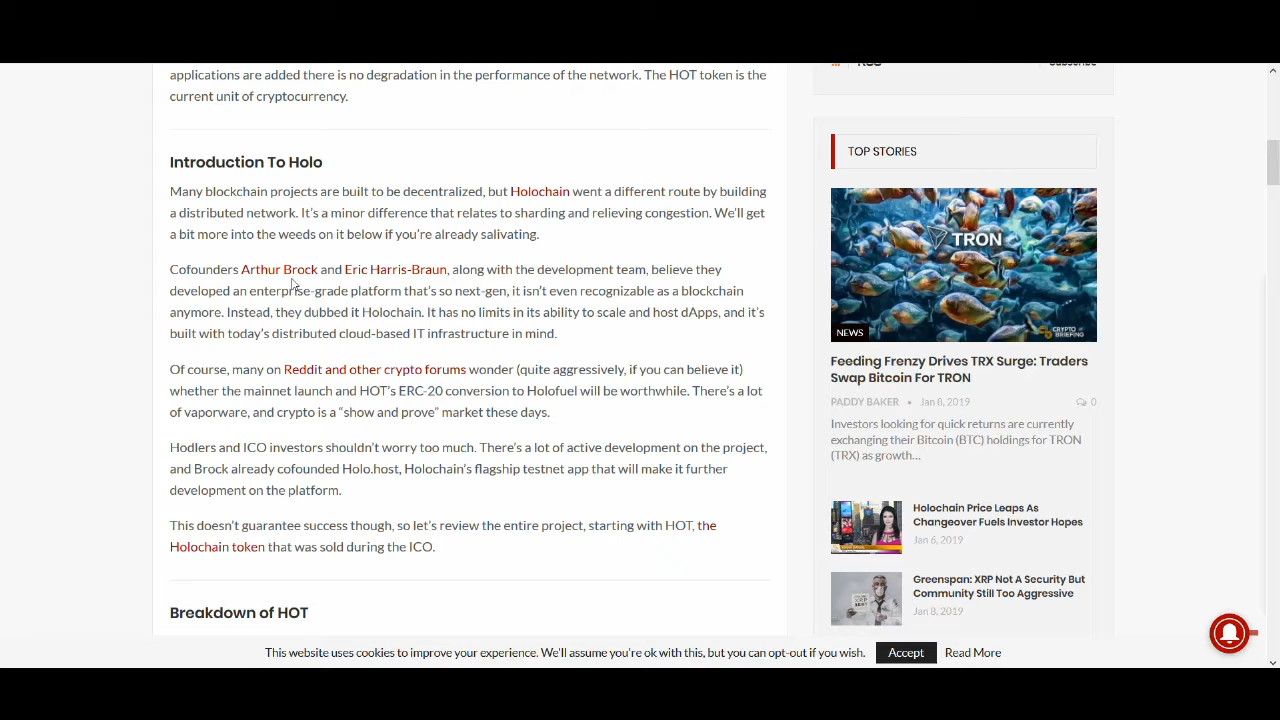 applications are added there is no degradation in the performance of the network. The HOT token is the
current unit of cryptocurrency.
Introduction To Holo
Many blockchain projects are built to be decentralized, but Holochain went a different route by building
a distributed network. It's a minor difference that relates to sharding and relieving congestion. We'll get
a bit more into the weeds on it below if you're already salivating.
Cofounders Arthur Brock and Eric Harris-Braun, along with the development team, believe they
developed an enterprise-grade platform that's so next-gen, it isn't even recognizable as a blockchain
anymore. Instead, they dubbed it Holochain. It has no limits in its ability to scale and host dApps, and it's
built with today's distributed cloud-based IT infrastructure in mind.
Of course, many on Reddit and other crypto forums wonder (quite aggressively, if you can believe it)
whether the mainnet launch and HOT's ERC-20 conversion to Holofuel will be worthwhile. There's a lot
of vaporware, and crypto is a “show and prove” market these days.
Hodlers and ICO investors shouldn't worry too much. There's a lot of active development on the project,
and Brock already cofounded Holo.host, Holochain's flagship testnet app that will make it further
development on the platform.
This doesn't guarantee success though, so let's review the entire project, starting with HOT, the
Holochain token that was sold during the ICO.
Breakdown of HOT
TOP STORIES
TRON
NEWS
CRYPTO
BRIEFING
Feeding Frenzy Drives TRX Surge: Traders
Swap Bitcoin For TRON
PADDY BAKER • Jan 8, 2019 0
Investors looking for quick returns are currently
exchanging their Bitcoin (BTC) holdings for TRON
(TRX) as growth...
Holochain Price Leaps As
Changeover Fuels Investor Hopes
Jan 6, 2019
Greenspan: XRP Not A Security But
Community Still Too Aggressive
Jan 8, 2019
This website uses cookies to improve your experience. We'll assume you're ok with this, but you can opt-out if you wish. Accept Read More